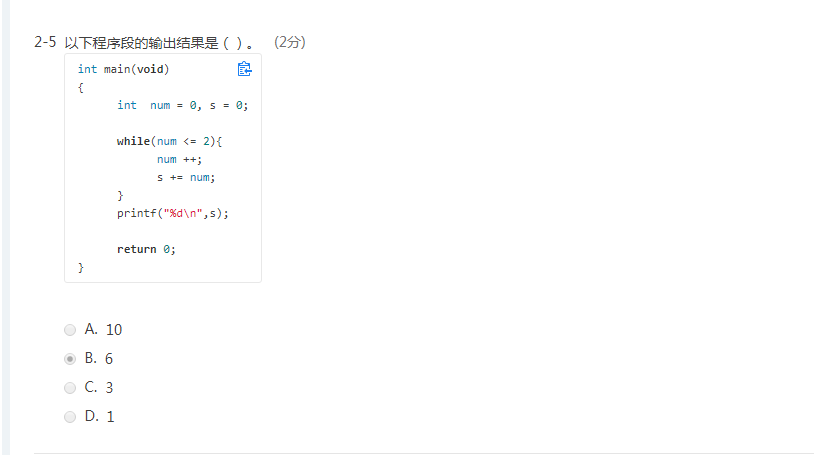 2-5 以下程序段的输出结果是 ( ) 。 (2分)
int main(void)
{
int num = 0, s = 0;
while(num <= 2){
num ++;
s += num;
}
printf("%d\n",s);
return 0;
}
A. 10
B. 6
C. 3
D. 1